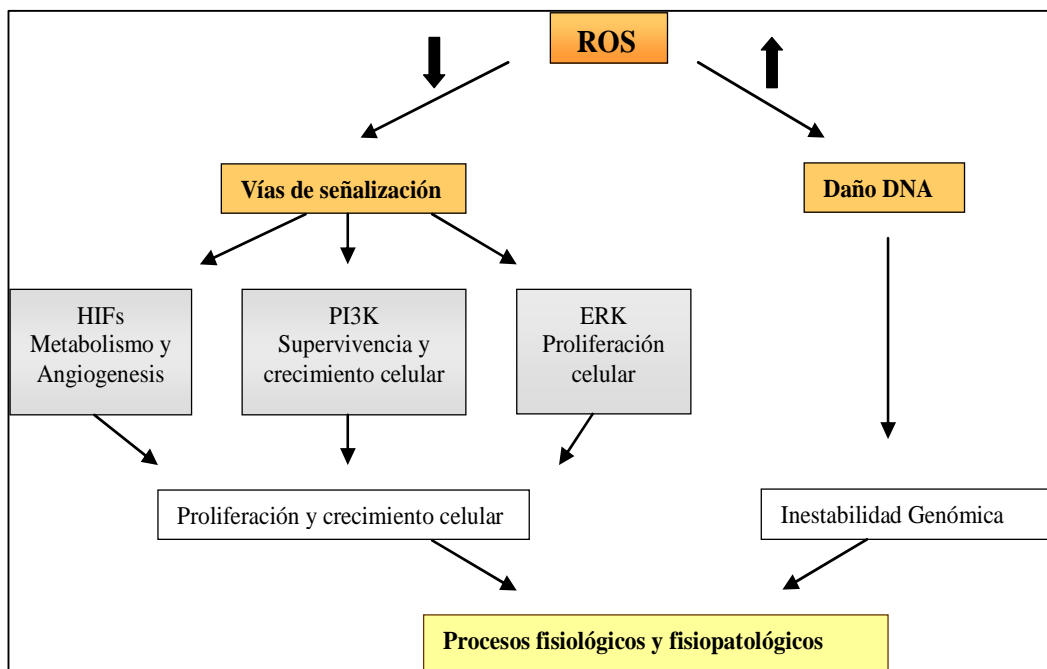 ROS
Vías de señalización
Daño DNA
HIFs
Metabolismo y
Angiogenesis
PI3K
Supervivencia y
crecimiento celular
ERK
Proliferación
celular
Proliferación y crecimiento celular
Inestabilidad Genómica
Procesos fisiológicos y fisiopatológicos